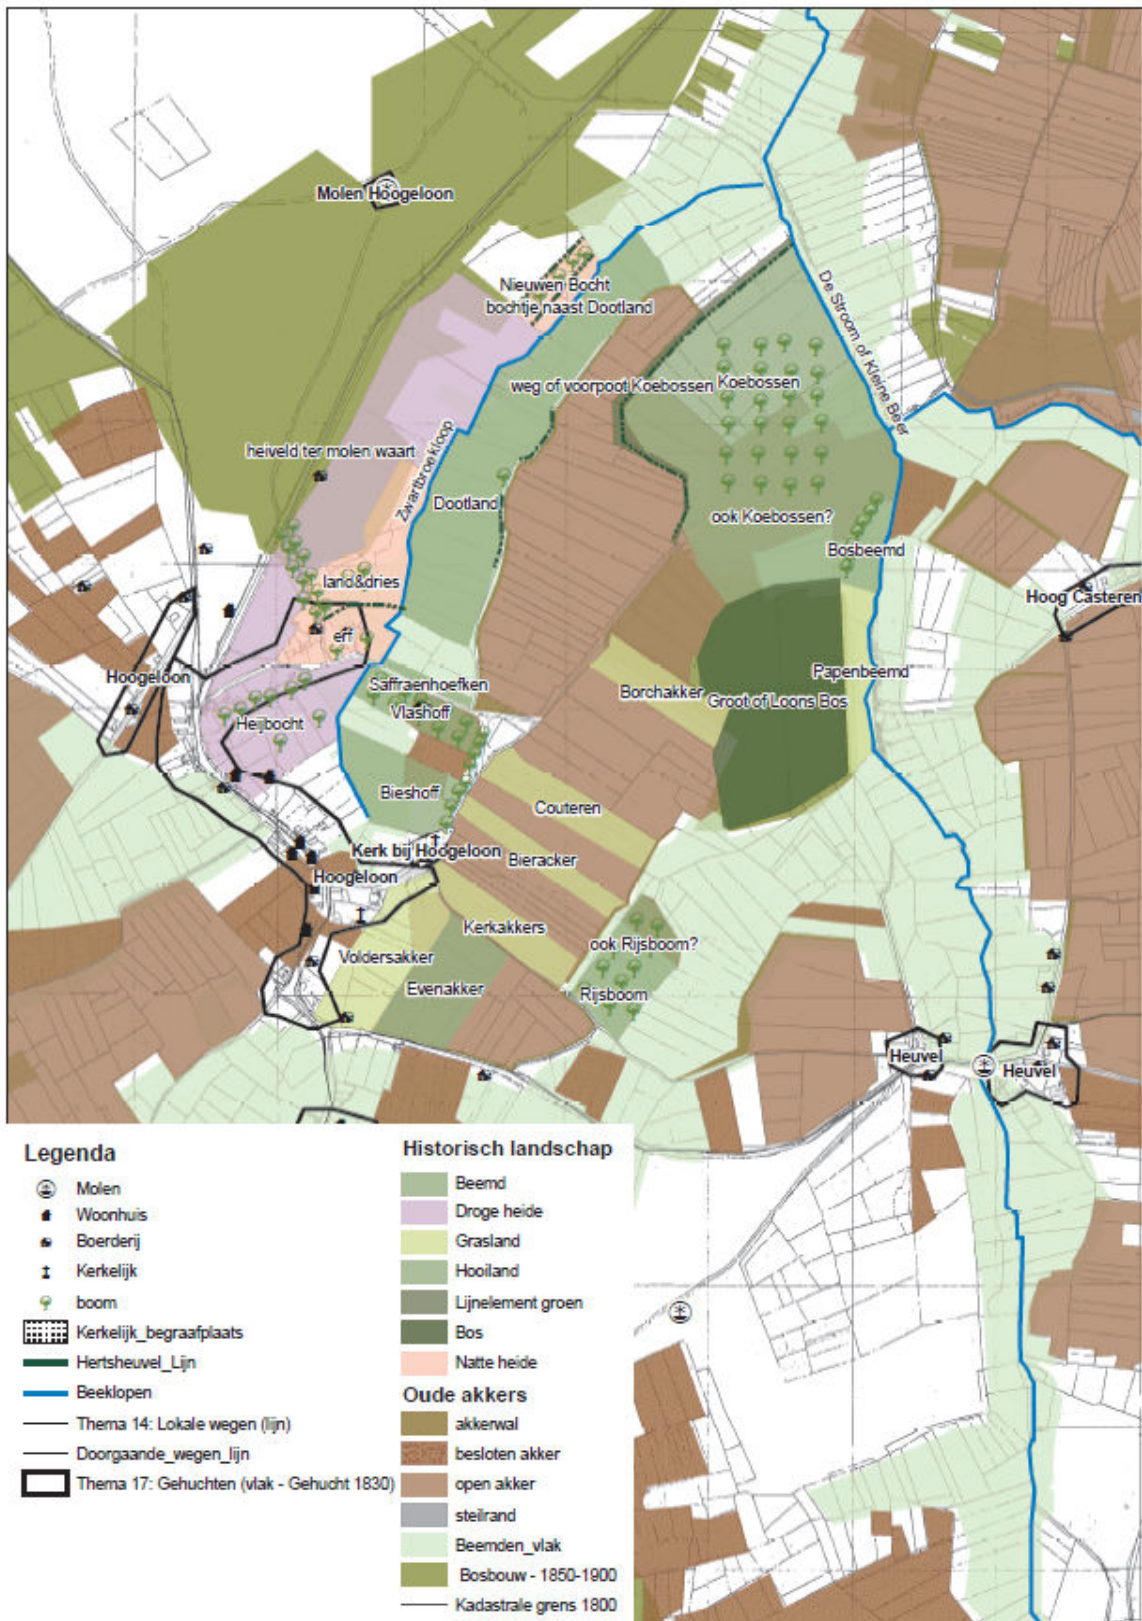 Molen Hoogeloon
Nieuwen Bocht
bochtje naast Dootland
De Stroom of Kleine Beer
weg of voorpoot Koebossen
Koebossen
heiveld ter molen waart
Zwartbroekloop
Dootland
ook Koebossen?
Bosbeemd
land&dries
Hoog Casteren
eff
Hoogeloon
Saffraenhoefken
Papenbeemd
Borchakker
Groot of Loons Bos
Vlashoff
Heijbocht
Bieshoff
Couteren
Kerk bij Hoogeloon
Bieracker
Hoogeloon
Kerkakkers
ook Rijsboom?
Voldersakker
Evenakker
Rijsboom
Heuvel
Heuvel
Legenda
Molen
Woonhuis
Boerderij
Kerkelijk
boom
Kerkelijk_begraafplaats
Hertsheuvel_Lijn
Beeklopen
Thema 14: Lokale wegen (lijn)
Doorgaande_wegen_lijn
Thema 17: Gehuchten (vlak - Gehucht 1830)
Historisch landschap
Beemd
Droge heide
Grasland
Hooiland
Lijnelement groen
Bos
Natte heide
Oude akkers
akkerwal
besloten akker
open akker
steilrand
Beemden_vlak
Bosbouw - 1850-1900
Kadastrale grens 1800